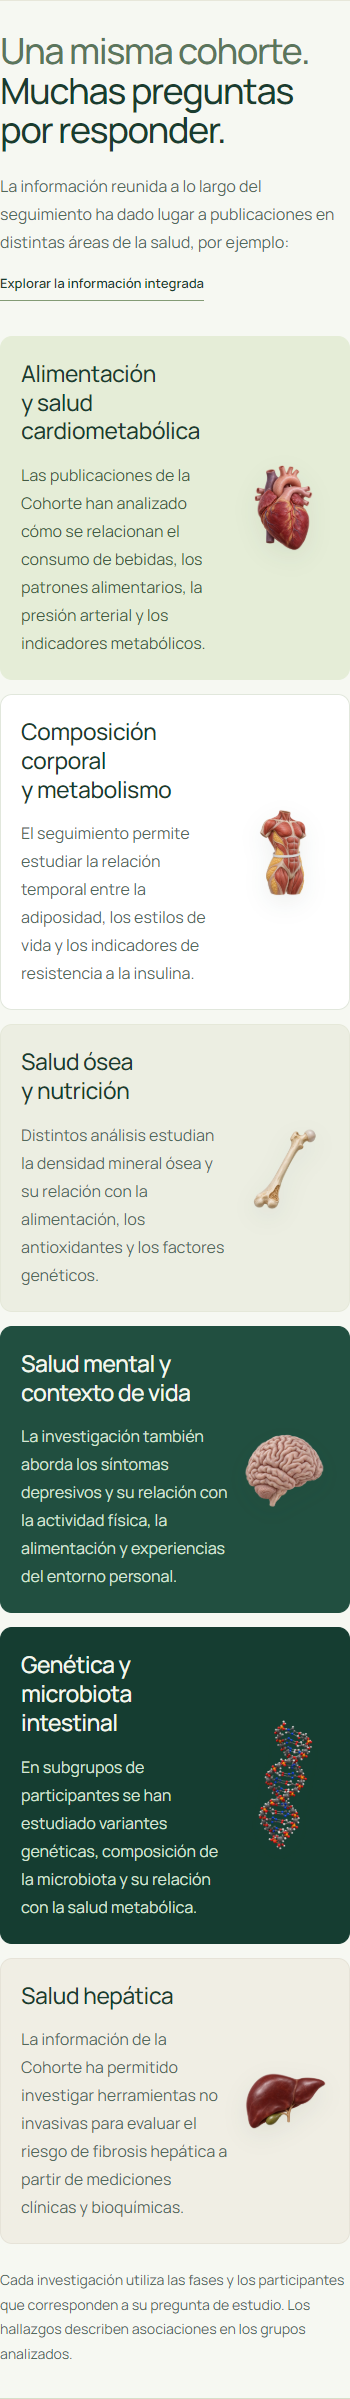 Una misma cohorte.
Muchas preguntas
por responder.
La información reunida a lo largo del
seguimiento ha dado lugar a publicaciones en
distintas áreas de la salud, por ejemplo:
Explorar la información integrada
Alimentación
y salud
cardiometabólica
Las publicaciones de la
Cohorte han analizado
cómo se relacionan el
consumo de bebidas, los
patrones alimentarios, la
presión arterial y los
indicadores metabólicos.
Composición
corporal
y metabolismo
El seguimiento permite
estudiar la relación
temporal entre la
adiposidad, los estilos de
vida y los indicadores de
resistencia a la insulina.
Salud ósea
y nutrición
Distintos análisis estudian
la densidad mineral ósea y
su relación con la
alimentación, los
antioxidantes y los factores
genéticos.
Salud mental y
contexto de vida
La investigación también
aborda los síntomas
depresivos y su relación con
la actividad física, la
alimentación y experiencias
del entorno personal.
Genética y
microbiota
intestinal
En subgrupos de
participantes se han
estudiado variantes
genéticas, composición de
la microbiota y su relación
con la salud metabólica.
Salud hepática
La información de la
Cohorte ha permitido
investigar herramientas no
invasivas para evaluar el
riesgo de fibrosis hepática a
partir de mediciones
clínicas y bioquímicas.
Cada investigación utiliza las fases y los participantes
que corresponden a su pregunta de estudio. Los
hallazgos describen asociaciones en los grupos
analizados.